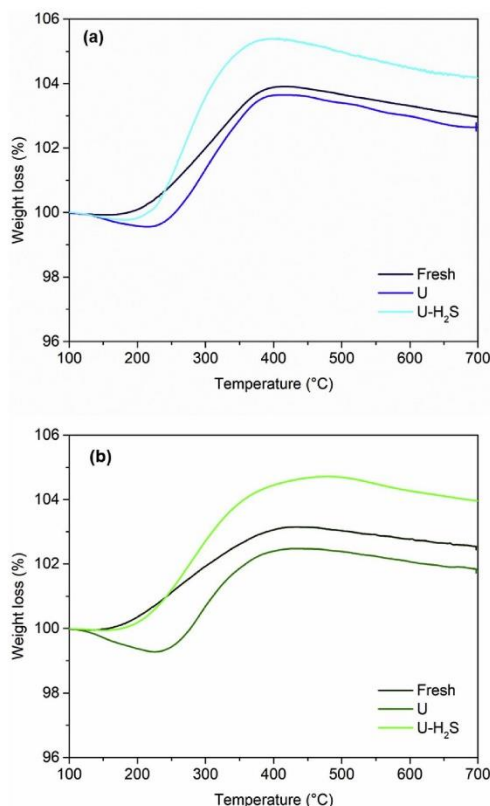 (a)
106
104
102
100
98
96
Weight loss (%)
Fresh
U
U-H₂S
100 200 300 400 500 600 700
Temperature (°C)
(b)
106
104
102
100
98
96
Weight loss (%)
Fresh
U
U-H₂S
100 200 300 400 500 600 700
Temperature (°C)